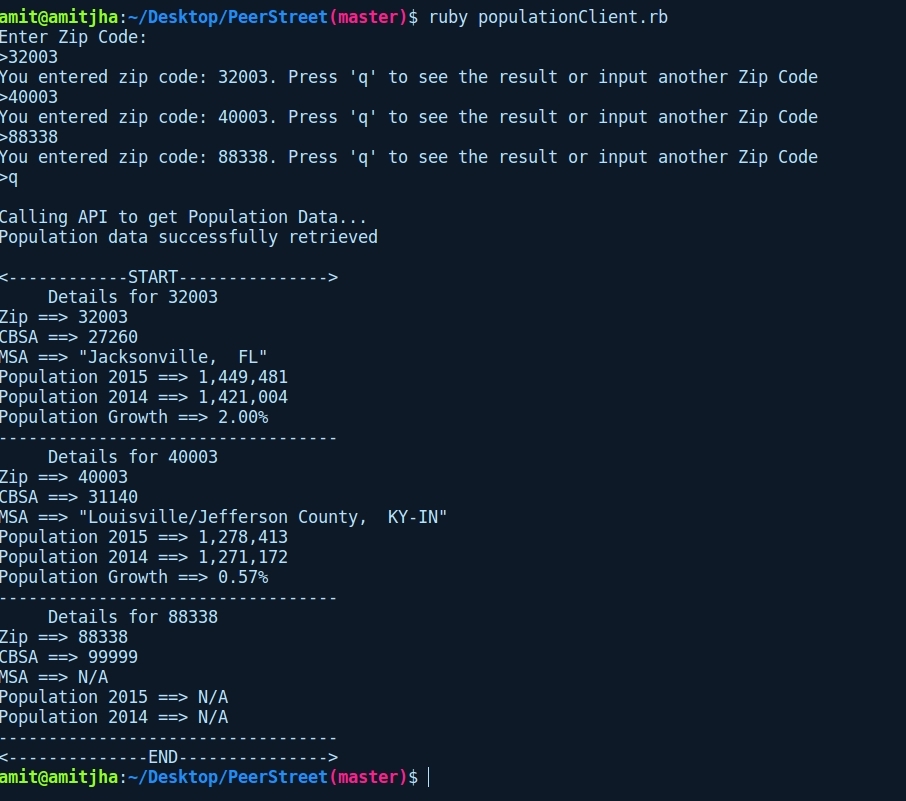 amit@amitjha:~/Desktop/PeerStreet(master)$ ruby populationClient.rb
Enter Zip Code:
>32003
You entered zip code: 32003. Press 'q' to see the result or input another Zip Code
>40003
You entered zip code: 40003. Press 'q' to see the result or input another Zip Code
>88338
You entered zip code: 88338. Press 'q' to see the result or input another Zip Code
>q

Calling API to get Population Data...
Population data successfully retrieved

<------------START--------------->
     Details for 32003
Zip ==> 32003
CBSA ==> 27260
MSA ==> "Jacksonville,  FL"
Population 2015 ==> 1,449,481
Population 2014 ==> 1,421,004
Population Growth ==> 2.00%
----------------------------------
     Details for 40003
Zip ==> 40003
CBSA ==> 31140
MSA ==> "Louisville/Jefferson County,  KY-IN"
Population 2015 ==> 1,278,413
Population 2014 ==> 1,271,172
Population Growth ==> 0.57%
----------------------------------
     Details for 88338
Zip ==> 88338
CBSA ==> 99999
MSA ==> N/A
Population 2015 ==> N/A
Population 2014 ==> N/A
----------------------------------
<--------------END--------------->
amit@amitjha:~/Desktop/PeerStreet(master)$